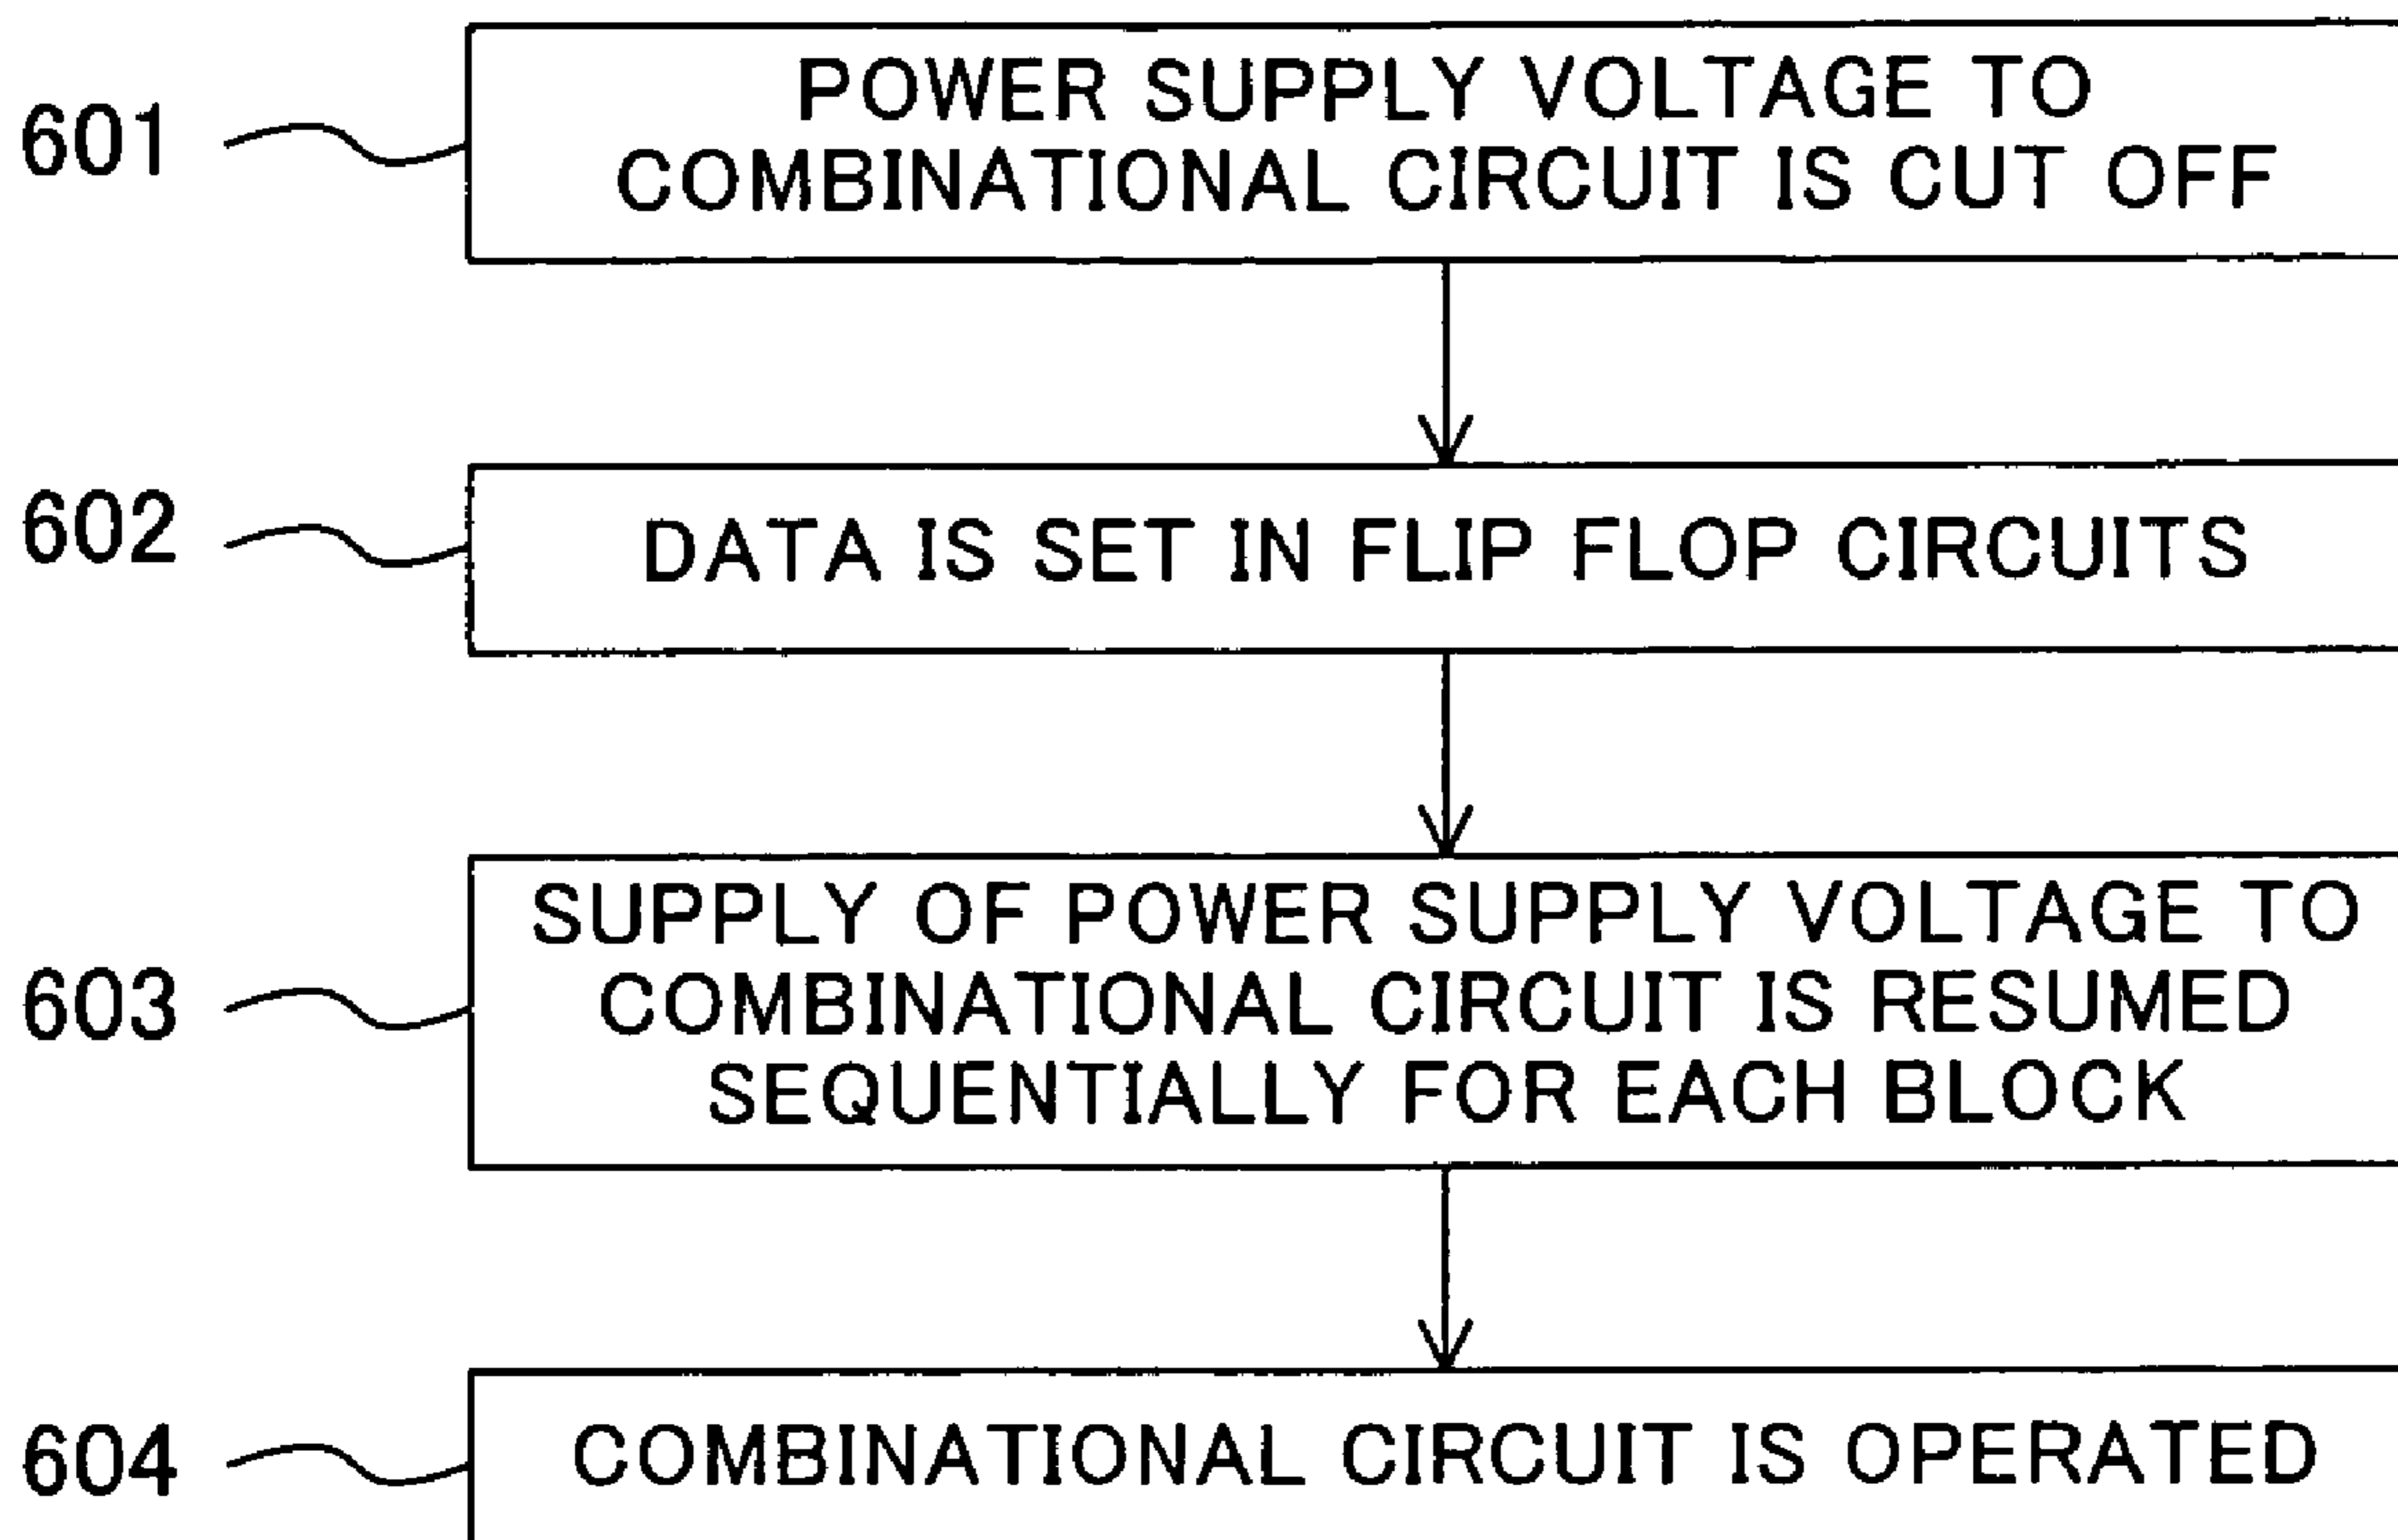 601
POWER SUPPLY VOLTAGE TO
COMBINATIONAL CIRCUIT IS CUT OFF
602
DATA IS SET IN FLIP FLOP CIRCUITS
603
SUPPLY OF POWER SUPPLY VOLTAGE TO
COMBINATIONAL CIRCUIT IS RESUMED
SEQUENTIALLY FOR EACH BLOCK
604
COMBINATIONAL CIRCUIT IS OPERATED